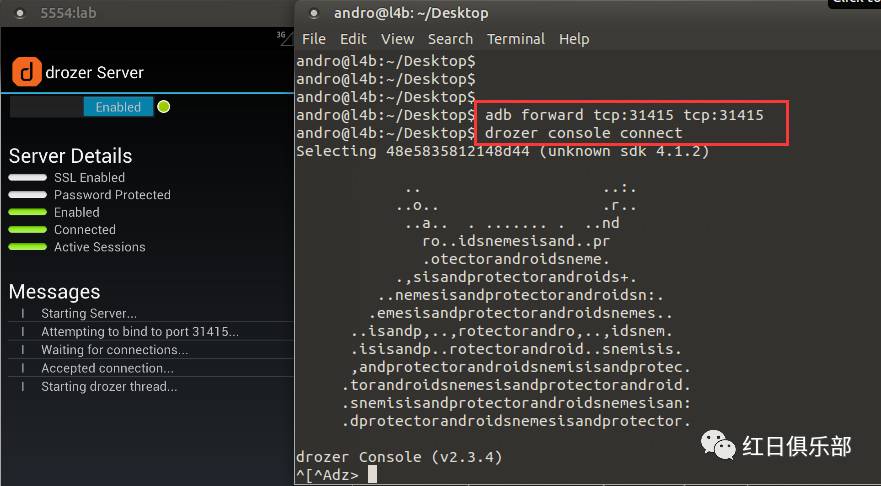 5554:lab
3G
drozer Server
Enabled
Server Details
SSL Enabled
Password Protected
Enabled
Connected
Active Sessions
Messages
I Starting Server...
I Attempting to bind to port 31415...
I Waiting for connections...
I Accepted connection...
I Starting drozer thread...
andro@l4b: ~/Desktop
File Edit View Search Terminal Help
andro@l4b:~/Desktop$
andro@l4b:~/Desktop$
andro@l4b:~/Desktop$
andro@l4b:~/Desktop$ adb forward tcp:31415 tcp:31415
andro@l4b:~/Desktop$ drozer console connect
Selecting 48e5835812148d44 (unknown sdk 4.1.2)
..                    ..:.
..o..                  .r..
..a..  . ....... .  ..nd
ro..idsnemesisand..pr
.otectorandroidsneme.
.,sisandprotectorandroids+.
..nemesisandprotectorandroidsn:.
.emesisandprotectorandroidsnemes..
..isandp,..,rotectorandro,..,idsnem.
.isisandp..rotectorandroid..snemisis.
,andprotectorandroidsnemisisandprotec.
.torandroidsnemesisandprotectorandroid.
.snemisisandprotectorandroidsnemesisan:
.dprotectorandroidsnemisisandprotector.
drozer Console (v2.3.4)
^[^Adz>
红日俱乐部